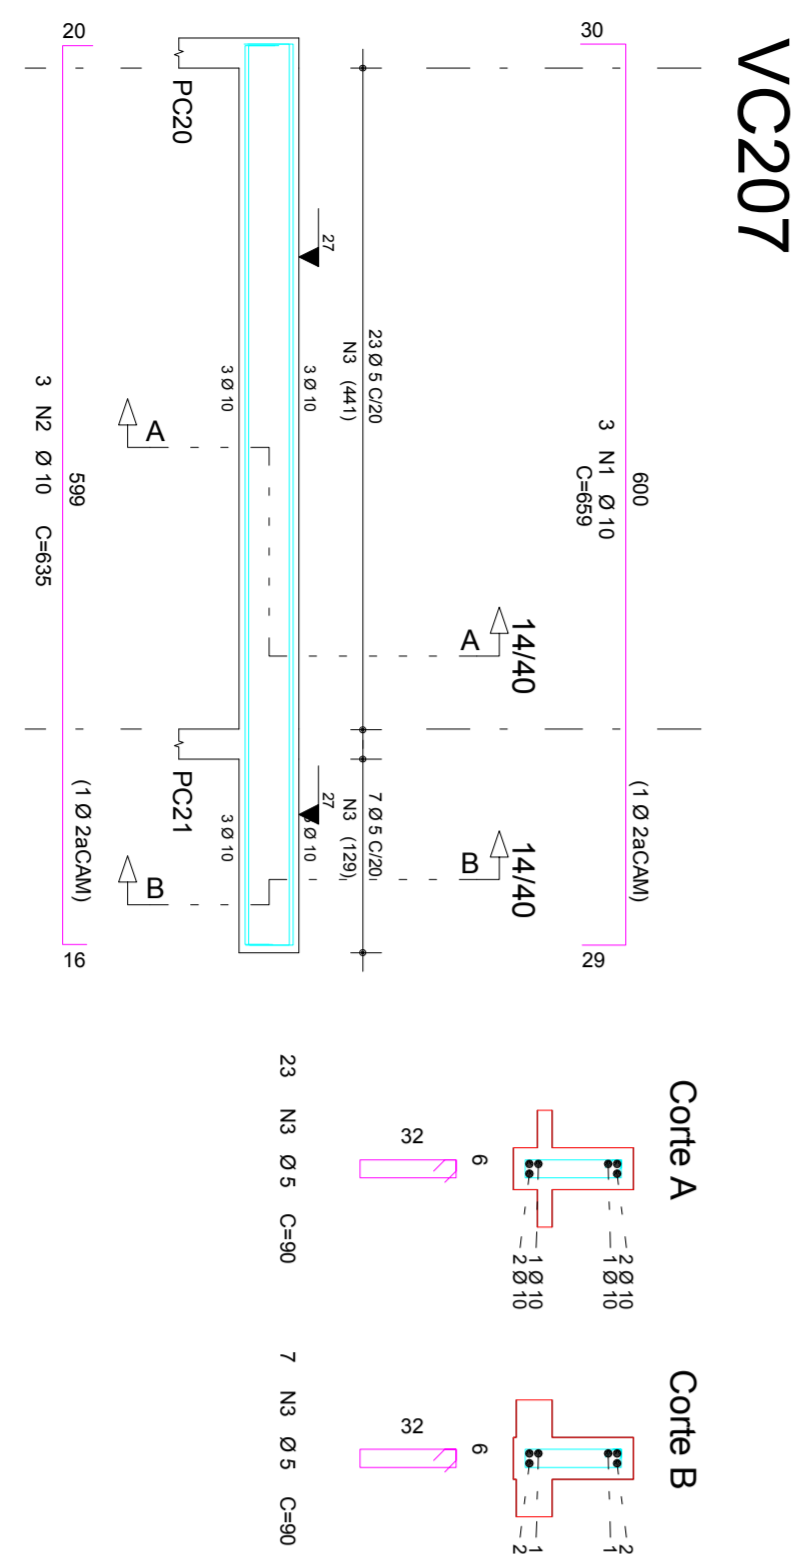 VC207
30
600
3 N1 Ø 10
C=659
(1 Ø 2aCAM)
29
14/40
A
14/40
B
23 Ø 5 C/20
N3 (441)
7 Ø 5 C/20
N3 (129)
27
27
3 Ø 10
Ø 10
3 Ø 10
3 Ø 10
PC20
A
PC21
B
20
599
3 N2 Ø 10 C=635
(1 Ø 2aCAM)
16
Corte A
2 Ø 10
1 Ø 10
1 Ø 10
2 Ø 10
6
32
23 N3 Ø 5 C=90
Corte B
2
1
1
2
6
32
7 N3 Ø 5 C=90